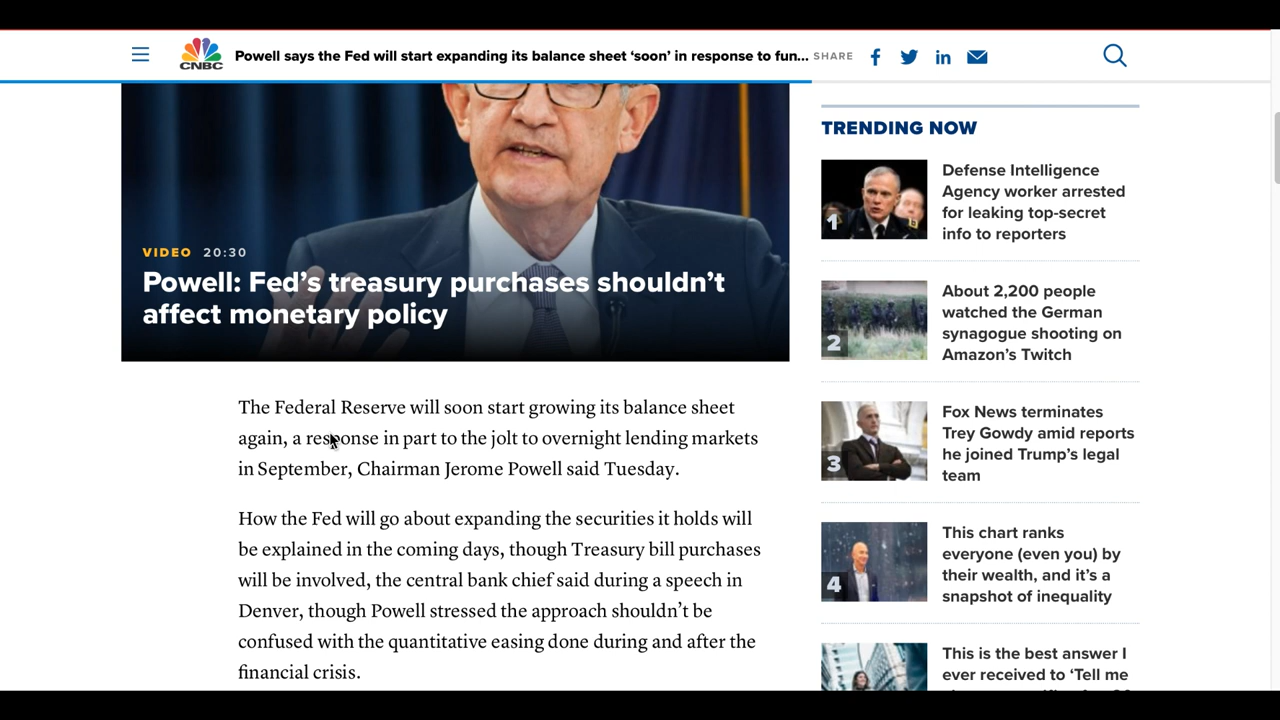 CNBC
Powell says the Fed will start expanding its balance sheet ‘soon’ in response to fun...
SHARE
VIDEO 20:30
Powell: Fed’s treasury purchases shouldn’t
affect monetary policy
The Federal Reserve will soon start growing its balance sheet
again, a response in part to the jolt to overnight lending markets
in September, Chairman Jerome Powell said Tuesday.
How the Fed will go about expanding the securities it holds will
be explained in the coming days, though Treasury bill purchases
will be involved, the central bank chief said during a speech in
Denver, though Powell stressed the approach shouldn’t be
confused with the quantitative easing done during and after the
financial crisis.
TRENDING NOW
1
Defense Intelligence
Agency worker arrested
for leaking top-secret
info to reporters
2
About 2,200 people
watched the German
synagogue shooting on
Amazon’s Twitch
3
Fox News terminates
Trey Gowdy amid reports
he joined Trump’s legal
team
4
This chart ranks
everyone (even you) by
their wealth, and it’s a
snapshot of inequality
This is the best answer I
ever received to ‘Tell me